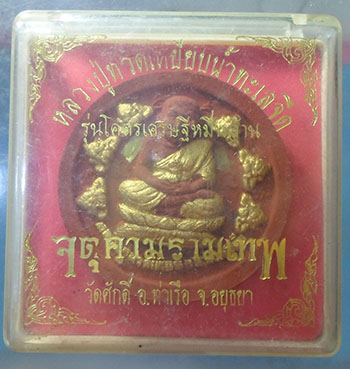 หลวงปู่ทวดเหยียบน้ำทะเลจืด
รุ่นโคตรเศรษฐีหมื่นล้าน
จตุคามรามเทพ
วัดศักดิ์ อ.ท่าเรือ จ.อยุธยา